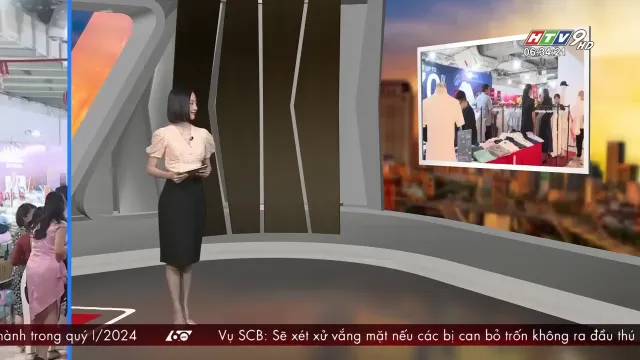 HTV9 HD
06:34:21
hành trong quý I/2024
Vụ SCB: Sẽ xét xử vắng mặt nếu các bị can bỏ trốn không ra đầu thú